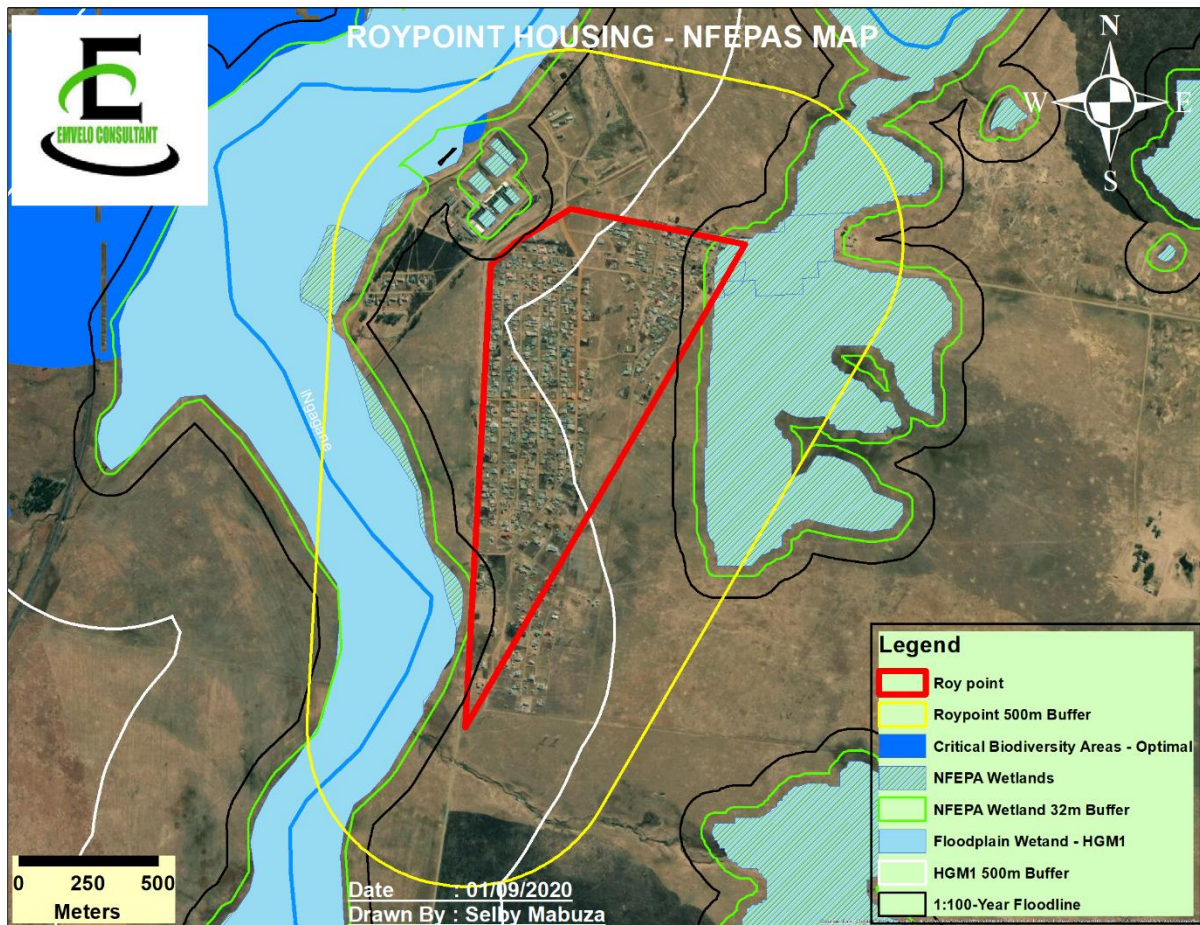 ROYPOINT HOUSING - NFEPAS MAP
E
EMVELO CONSULTANT
N
W
E
S
iNgagane
Legend
Roy point
Roypoint 500m Buffer
Critical Biodiversity Areas - Optimal
NFEPA Wetlands
NFEPA Wetland 32m Buffer
Floodplain Wetand - HGM1
HGM1 500m Buffer
1:100-Year Floodline
0 250 500
Meters
Date : 01/09/2020
Drawn By : Selby Mabuza